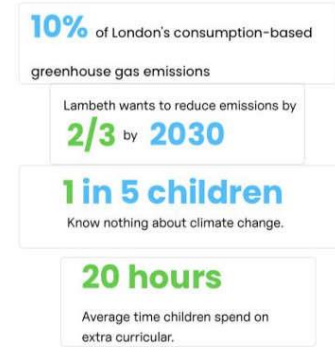 10% of London's consumption-based
greenhouse gas emissions
Lambeth wants to reduce emissions by
2/3 by 2030
1 in 5 children
Know nothing about climate change.
20 hours
Average time children spend on
extra curricular.